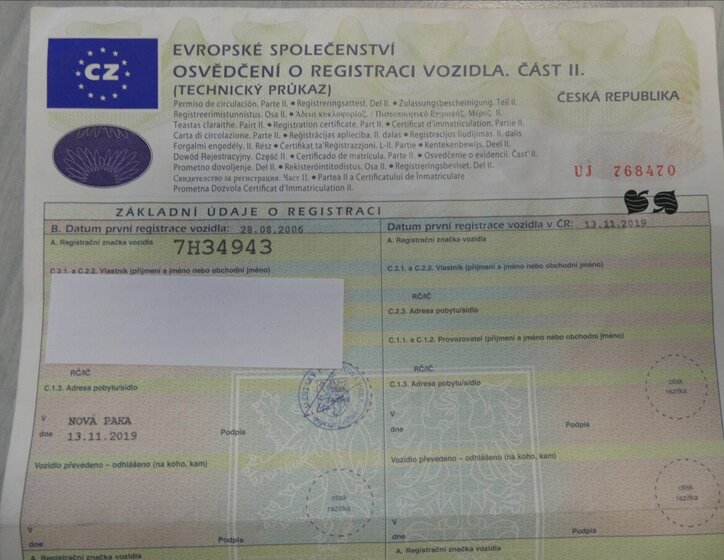 CZ
EVROPSKÉ SPOLEČENSTVÍ
OSVĚDČENÍ O REGISTRACI VOZIDLA. ČÁST II.
(TECHNICKÝ PRŮKAZ)
ČESKÁ REPUBLIKA
Permiso de circulación. Parte II. • Registreringsattest. Del II. • Zulassungsbescheinigung. Teil II.
Registreerimistunnistus. Osa II. • Άδεια κυκλοφορίας. / Πιστοποιητικό Εγγραφής. Μέρος II.
Teastas claraithe. Pairt II. • Registration certificate. Part II. • Certificat d'immatriculation. Partie II.
Carta di circolazione. Parte II. • Reģistrācijas apliecība. II. dalas • Registracijos liudijimas. II. dalis
Forgalmi engedély. II. Rész • Ċertifikat ta'Reġistrazzjoni. L-II. Parti • Kentekenbewijs. Deel II.
Dowód Rejestracyjny. Część II. • Certificado de matrícula. Parte II. • Osvedčenie o evidencii. Časť II.
Prometno dovoljenje. Del II. • Rekisteröintitodistus. Osa II. • Registreringsbeviset. Del II.
Свидетелство за регистрация. Част II. • Partea II a Certificatului de Înmatriculare
Prometna Dozvola Certificat d'Immatriculation II.
UJ 768470
ZÁKLADNÍ ÚDAJE O REGISTRACI
B. Datum první registrace vozidla: 28.08.2006
Datum první registrace vozidla v ČR: 13.11.2019
A. Registrační značka vozidla
7H34943
A. Registrační značka vozidla
C.2.1. a C.2.2. Vlastník (příjmení a jméno nebo obchodní jméno)
C.2.1. a C.2.2. Vlastník (příjmení a jméno nebo obchodní jméno)
RČ/IČ
C.2.3. Adresa pobytu/sídlo
C.1.1. a C.1.2. Provozovatel (příjmení a jméno nebo obchodní jméno)
RČ/IČ
RČ/IČ
C.1.3. Adresa pobytu/sídlo
C.1.3. Adresa pobytu/sídlo
otisk
razítka
otisk
razítka
V NOVÁ PAKA
dne 13.11.2019
Podpis
V
dne
Podpis
Vozidlo převedeno – odhlášeno (na koho, kam)
Vozidlo převedeno – odhlášeno (na koho, kam)
otisk
razítka
otisk
razítka
V
dne
Podpis
V
dne
Podpis
A. Registrační značka vozidla
A. Registrační značka vozidla